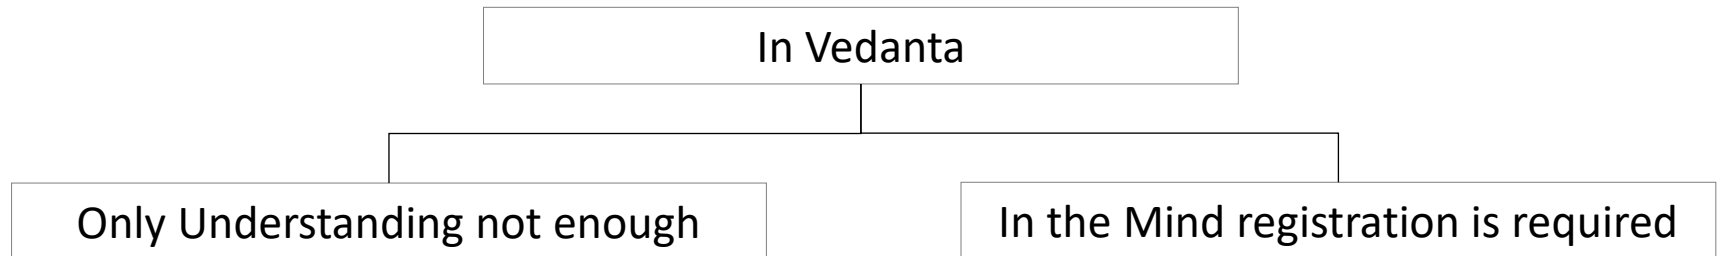 In Vedanta
Only Understanding not enough
In the Mind registration is required